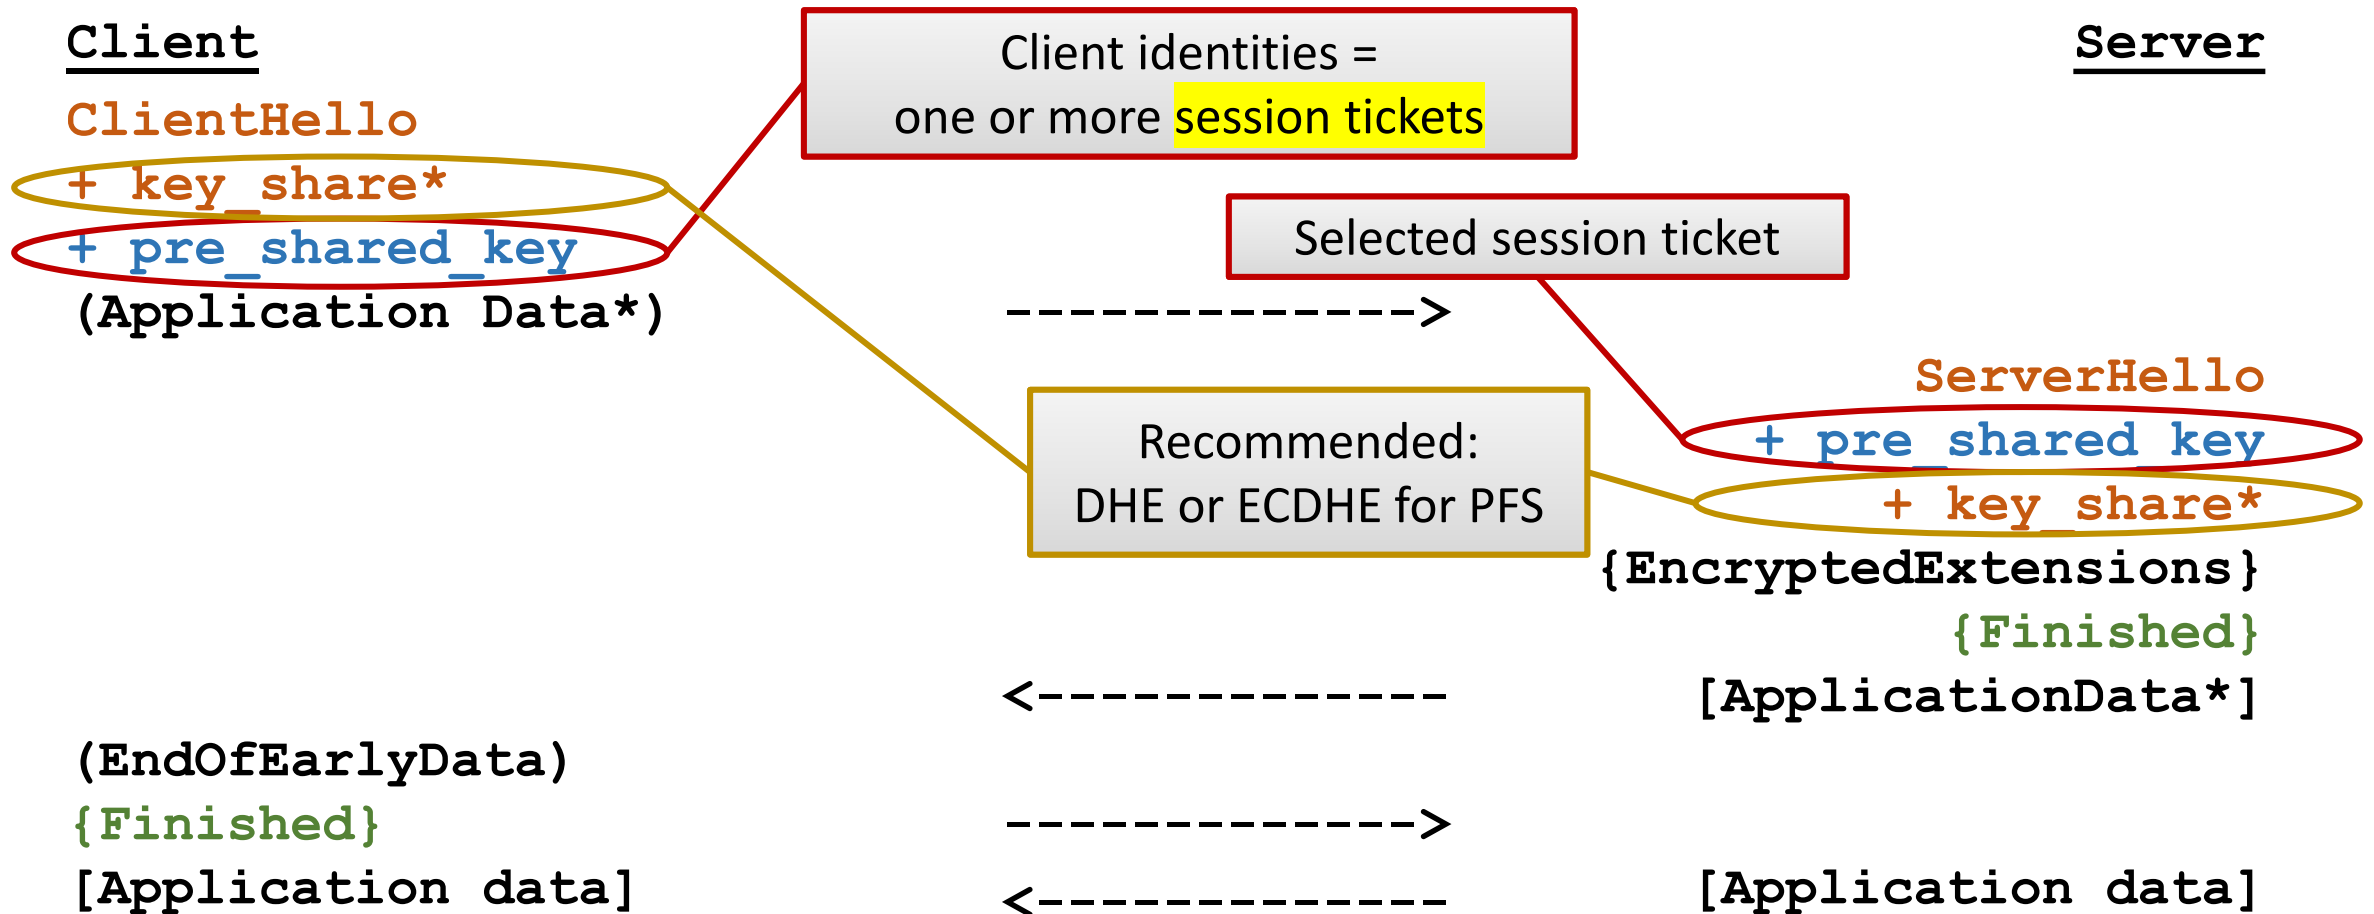 Client
Server
Client identities =
one or more session tickets
ClientHello
+ key_share*
+ pre_shared_key
(Application Data*)
------------->
Selected session ticket
ServerHello
+ pre_shared_key
+ key_share*
Recommended:
DHE or ECDHE for PFS
{EncryptedExtensions}
{Finished}
<-------------
[ApplicationData*]
(EndOfEarlyData)
{Finished}
------------->
[Application data]
<-------------
[Application data]